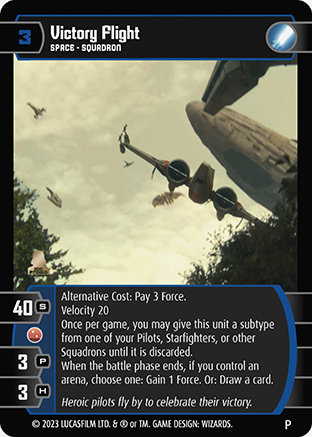 3
Victory Flight
SPACE - SQUADRON
40 S
3 P
3 H
Alternative Cost: Pay 3 Force.
Velocity 20
Once per game, you may give this unit a subtype
from one of your Pilots, Starfighters, or other
Squadrons until it is discarded.
When the battle phase ends, if you control an
arena, choose one: Gain 1 Force. Or: Draw a card.
Heroic pilots fly by to celebrate their victory.
© 2023 LUCASFILM LTD. & ® or TM. GAME DESIGN: WIZARDS.
P